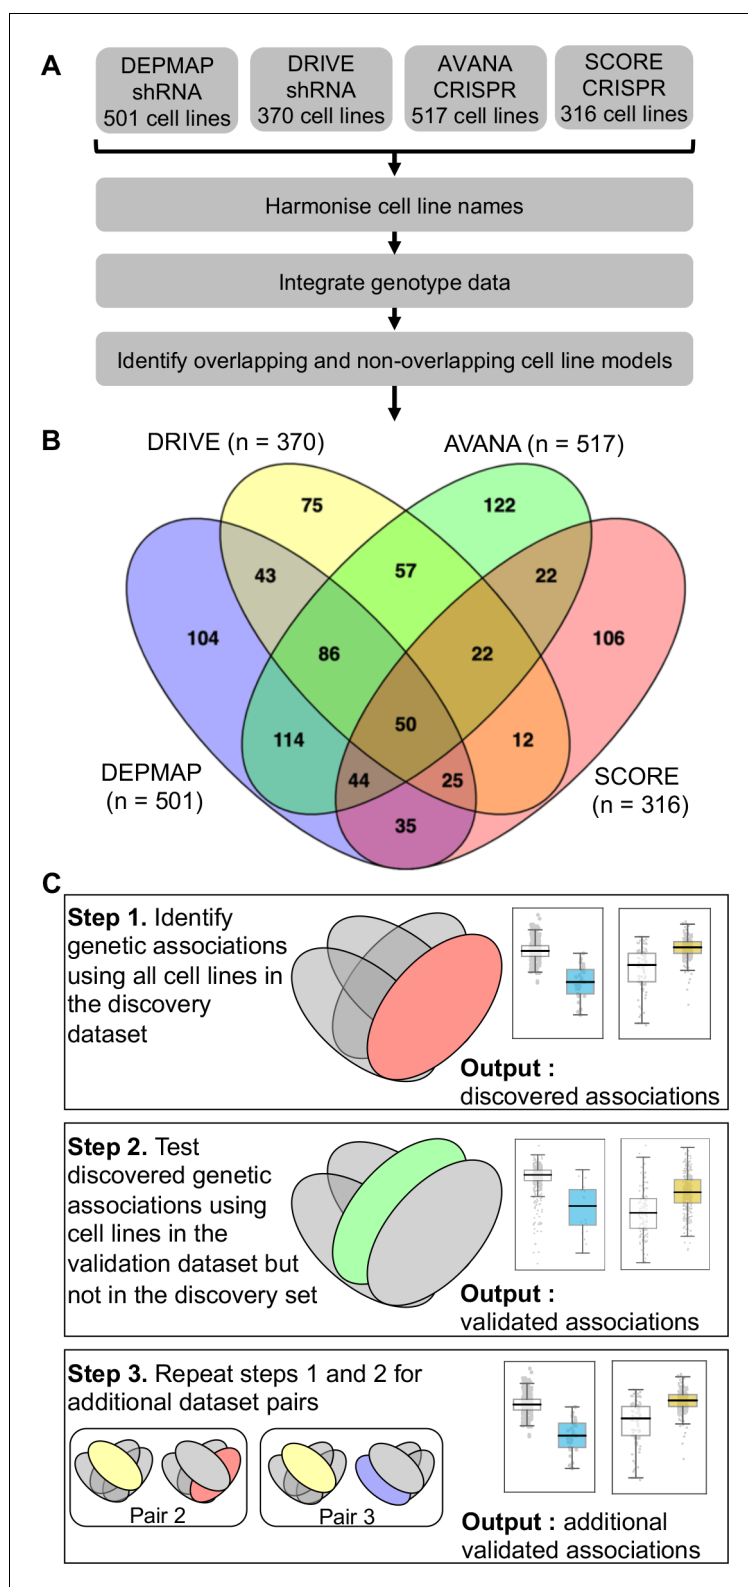 A
DEPMAP
shRNA
501 cell lines
DRIVE
shRNA
370 cell lines
AVANA
CRISPR
517 cell lines
SCORE
CRISPR
316 cell lines
Harmonise cell line names
Integrate genotype data
Identify overlapping and non-overlapping cell line models
B
DRIVE (n = 370)
AVANA (n = 517)
75
122
43
57
22
104
86
22
106
114
50
12
44
25
35
DEPMAP
(n = 501)
SCORE
(n = 316)
C
Step 1. Identify
genetic associations
using all cell lines in
the discovery
dataset
Output :
discovered associations
Step 2. Test
discovered genetic
associations using
cell lines in the
validation dataset but
not in the discovery set
Output :
validated associations
Step 3. Repeat steps 1 and 2 for
additional dataset pairs
Pair 2
Pair 3
Output : additional
validated associations